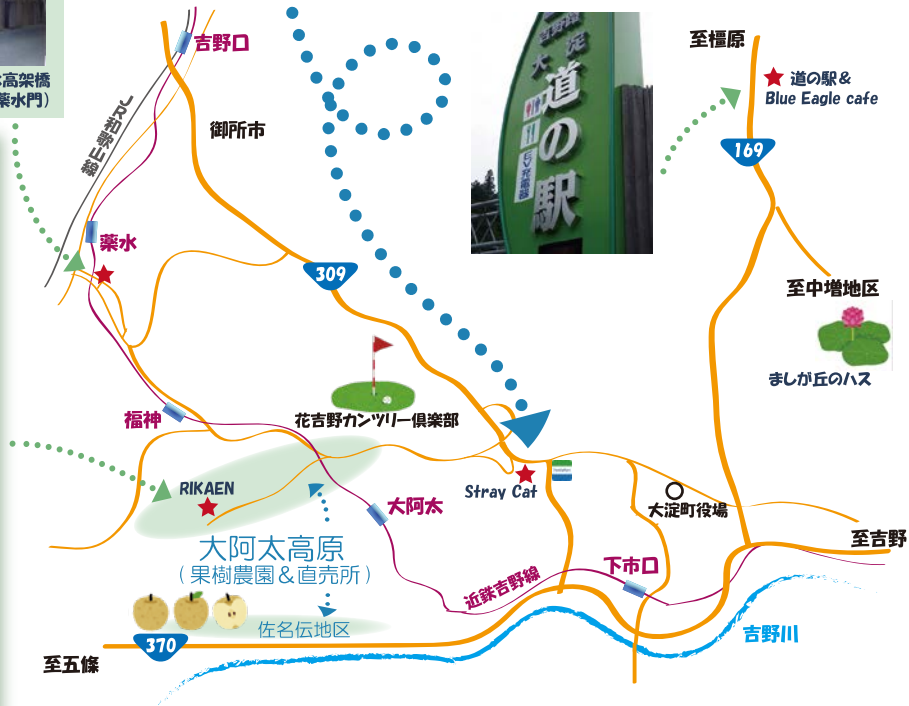 水高架橋
薬水門）
吉野口
JR和歌山線
御所市
大淀
道の駅
EV充電器
至橿原
道の駅＆
Blue Eagle cafe
169
薬水
309
至中増地区
ましが丘のハス
福神
花吉野カンツリー倶楽部
RIKAEN
Stray Cat
大淀町役場
大阿太
大阿太高原
（果樹農園＆直売所）
至吉野
下市口
近鉄吉野線
佐名伝地区
吉野川
370
至五條